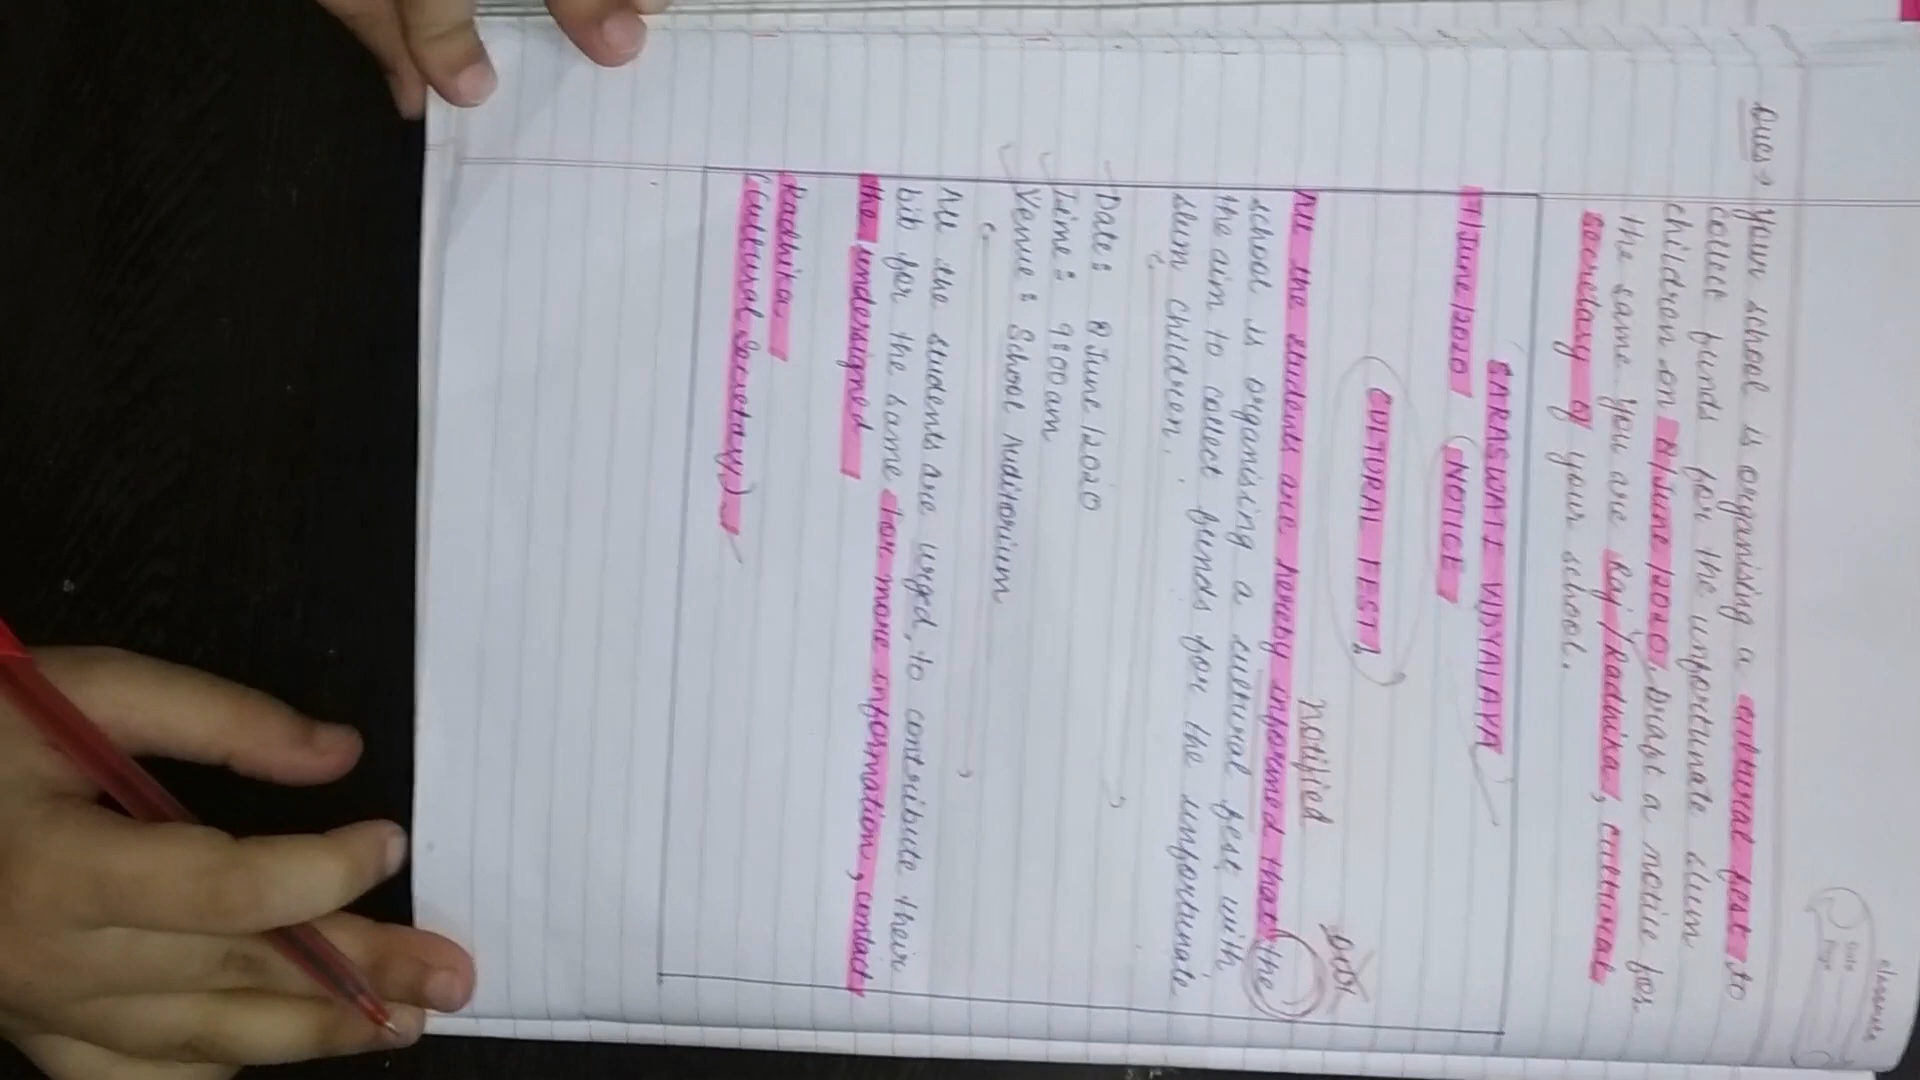 classmate
Date
Page
Ques → Your school is organising a cultural fest to
collect funds for the unfortunate slum
children on 8/June/2020. Draft a notice for
the same. You are Raj/Radhika, cultural
secretary of your school.
SARASWATI VIDYALAYA
7/June/2020 NOTICE
CULTURAL FEST
notified
All the students are hereby informed that the
school is organising a cultural fest with
the aim to collect funds for the unfortunate
slum children.
Date: 8 June/2020
Time: 9:00 am
Venue: School Auditorium
All the students are urged, to contribute their
bit for the same For more information, contact
the undersigned
Radhika
(Cultural Society)